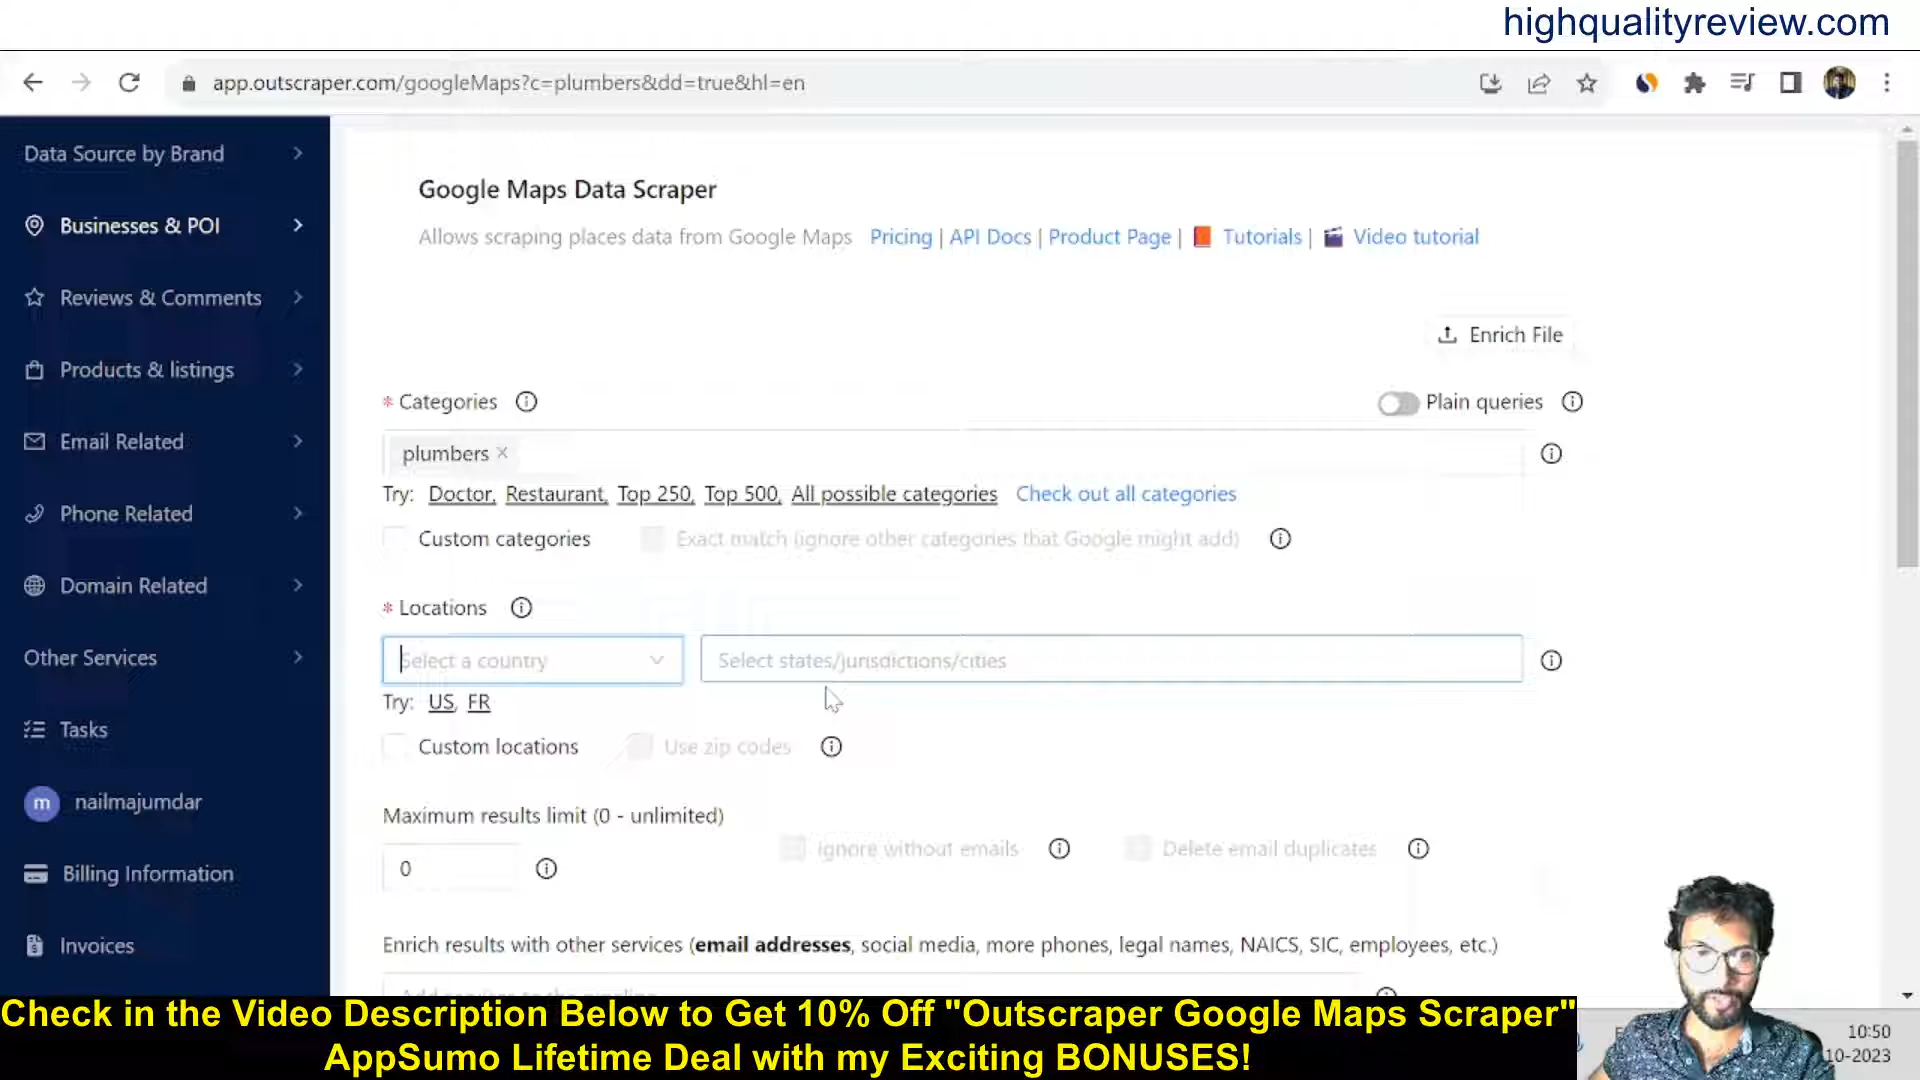 highqualityreview.com
app.outscraper.com/googleMaps?c=plumbers&dd=true&hl=en
Data Source by Brand
Businesses & POI
Reviews & Comments
Products & listings
Email Related
Phone Related
Domain Related
Other Services
Tasks
m nailmajumdar
Billing Information
Invoices
Google Maps Data Scraper
Allows scraping places data from Google Maps Pricing | API Docs | Product Page | Tutorials | Video tutorial
Enrich File
* Categories Plain queries
plumbers ×
Try: Doctor, Restaurant, Top 250, Top 500, All possible categories Check out all categories
Custom categories Exact match (ignore other categories that Google might add)
* Locations
Select a country Select states/jurisdictions/cities
Try: US, FR
Custom locations Use zip codes
Maximum results limit (0 - unlimited)
0 ignore without emails Delete email duplicates
Enrich results with other services (email addresses, social media, more phones, legal names, NAICS, SIC, employees, etc.)
Check in the Video Description Below to Get 10% Off "Outscraper Google Maps Scraper"
AppSumo Lifetime Deal with my Exciting BONUSES!
10:50
10-2023